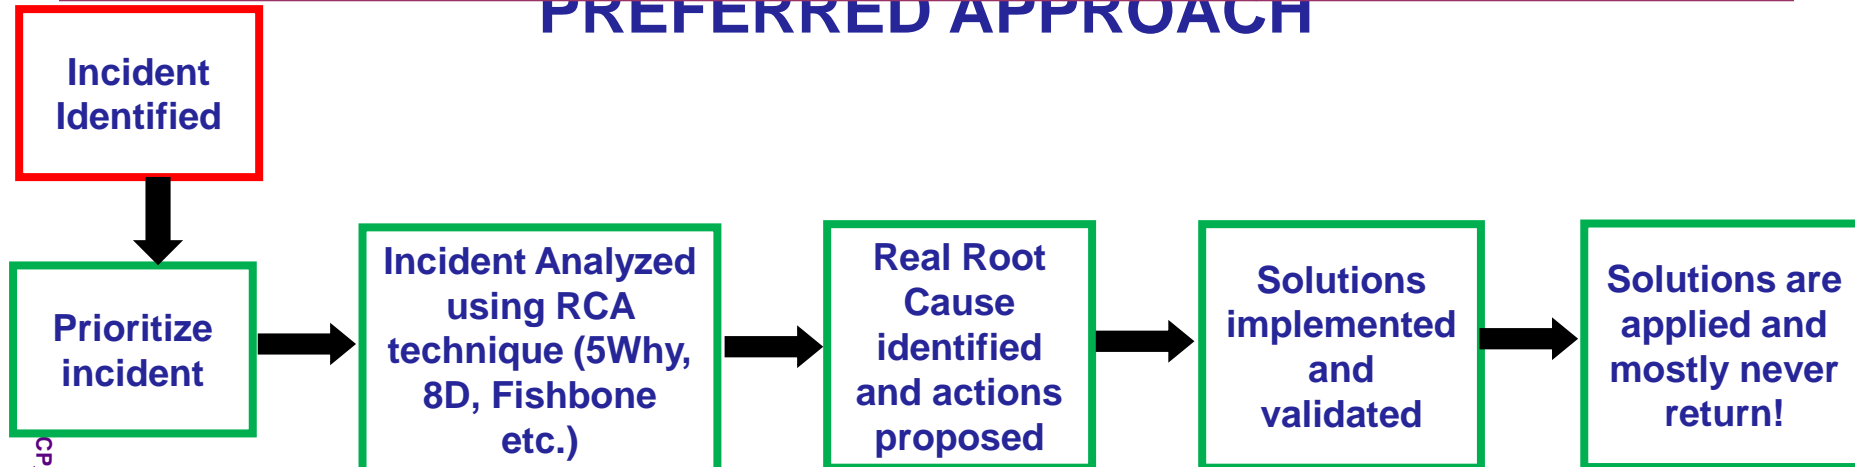 PREFERRED APPROACH
Incident
Identified
Prioritize
incident
Incident Analyzed
using RCA
technique (5Why,
8D, Fishbone
etc.)
Real Root
Cause
identified
and actions
proposed
Solutions
implemented
and
validated
Solutions are
applied and
mostly never
return!
CP